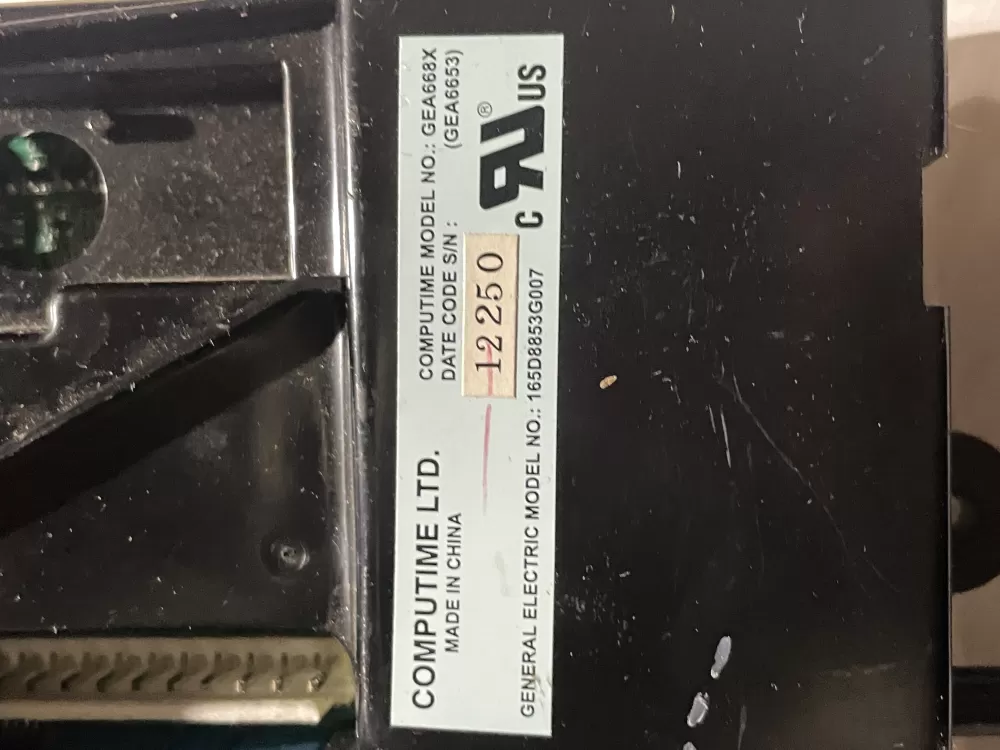 COMPUTIME LTD. COMPUTIME MODEL NO.: GEA668X
MADE IN CHINA DATE CODE S/N : (GEA6653)
12250
C RU ® US
GENERAL ELECTRIC MODEL NO.: 165D8853G007